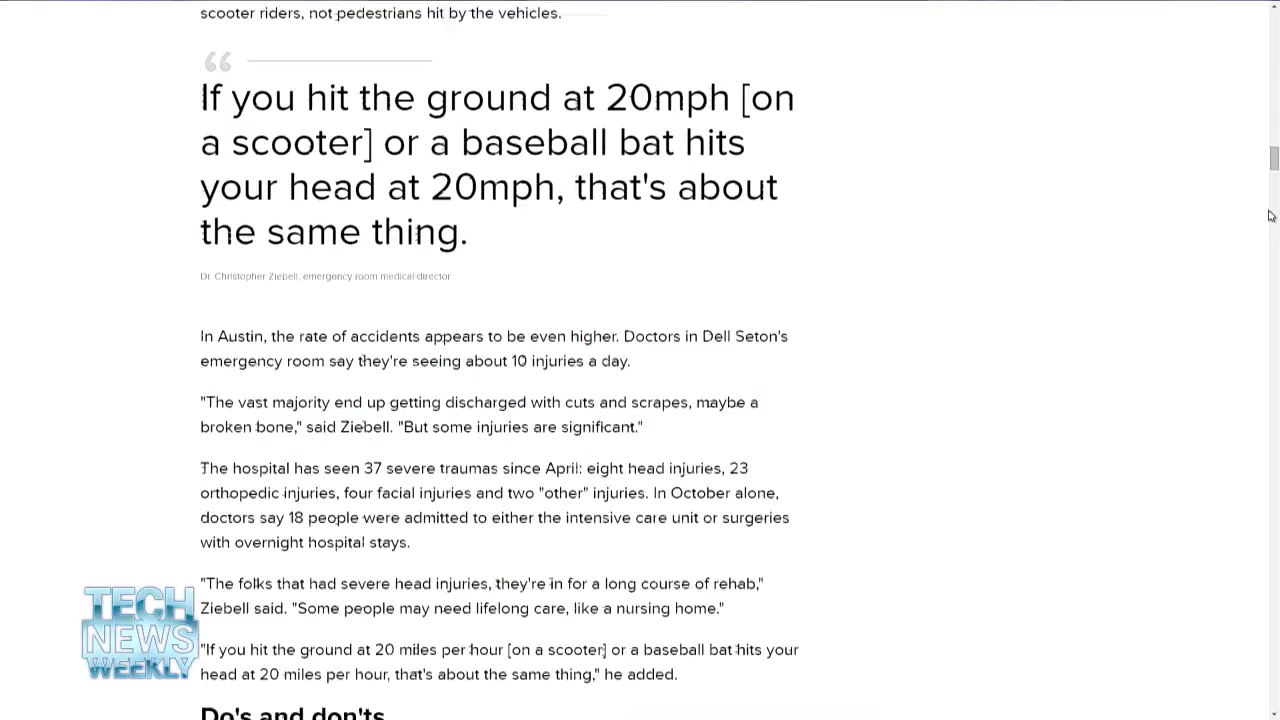 scooter riders, not pedestrians hit by the vehicles.
“
If you hit the ground at 20mph [on
a scooter] or a baseball bat hits
your head at 20mph, that's about
the same thing.
Dr. Christopher Ziebell, emergency room medical director
In Austin, the rate of accidents appears to be even higher. Doctors in Dell Seton's
emergency room say they're seeing about 10 injuries a day.
"The vast majority end up getting discharged with cuts and scrapes, maybe a
broken bone," said Ziebell. "But some injuries are significant."
The hospital has seen 37 severe traumas since April: eight head injuries, 23
orthopedic injuries, four facial injuries and two "other" injuries. In October alone,
doctors say 18 people were admitted to either the intensive care unit or surgeries
with overnight hospital stays.
"The folks that had severe head injuries, they're in for a long course of rehab,"
Ziebell said. "Some people may need lifelong care, like a nursing home."
"If you hit the ground at 20 miles per hour [on a scooter] or a baseball bat hits your
head at 20 miles per hour, that's about the same thing," he added.
Do's and don'ts
TECH
NEWS
WEEKLY